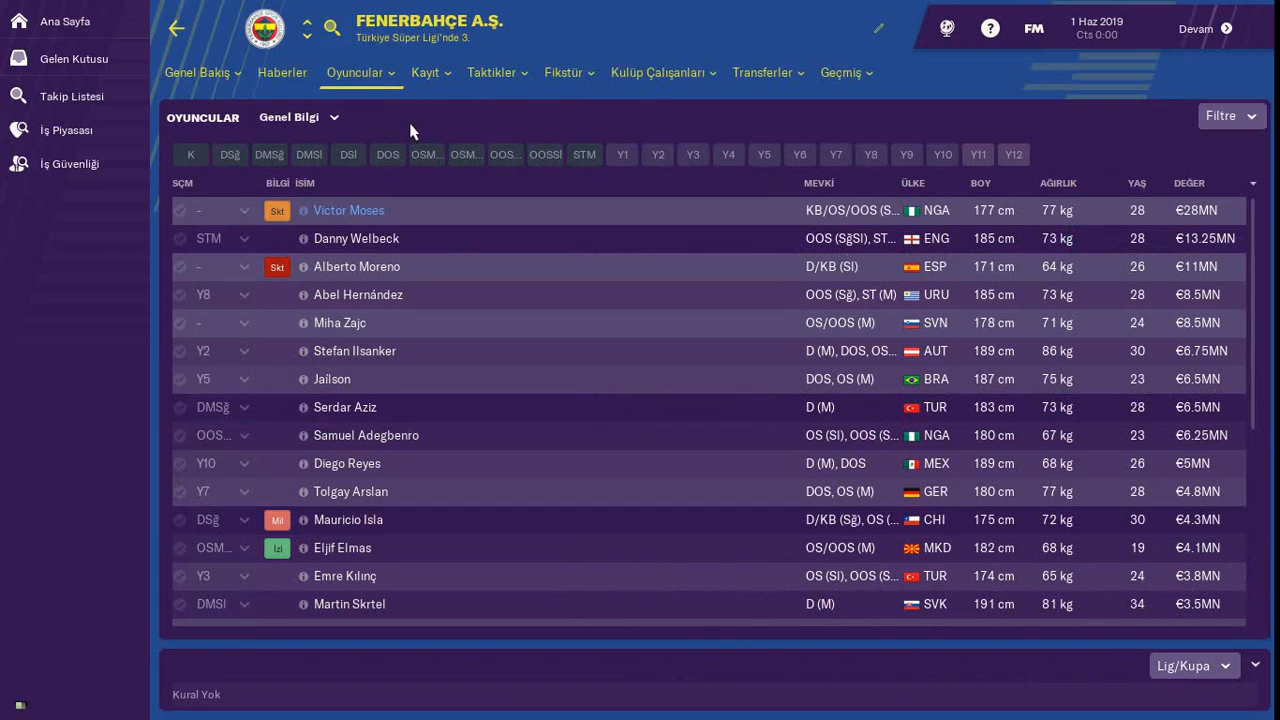 Ana Sayfa
Gelen Kutusu
Takip Listesi
İş Piyasası
İş Güvenliği
FENERBAHÇE A.Ş.
Türkiye Süper Ligi'nde 3.
FM
1 Haz 2019
Cts 0:00
Devam
Genel Bakış Haberler Oyuncular Kayıt Taktikler Fikstür Kulüp Çalışanları Transferler Geçmiş
OYUNCULAR Genel Bilgi Filtre
K DSğ DMSğ DMSl DSl DOS OSM... OSM... OOS... OOSSl STM Y1 Y2 Y3 Y4 Y5 Y6 Y7 Y8 Y9 Y10 Y11 Y12
SÇM BİLGİ İSİM MEVKİ ÜLKE BOY AĞIRLIK YAŞ DEĞER
- Skt Victor Moses KB/OS/OOS (S... NGA 177 cm 77 kg 28 €28MN
STM Danny Welbeck OOS (SğSl), ST... ENG 185 cm 73 kg 28 €13.25MN
- Skt Alberto Moreno D/KB (Sl) ESP 171 cm 64 kg 26 €11MN
Y8 Abel Hernández OOS (Sğ), ST (M) URU 185 cm 73 kg 28 €8.5MN
- Miha Zajc OS/OOS (M) SVN 178 cm 71 kg 24 €8.5MN
Y2 Stefan Ilsanker D (M), DOS, OS... AUT 189 cm 86 kg 30 €6.75MN
Y5 Jaílson DOS, OS (M) BRA 187 cm 75 kg 23 €6.5MN
DMSğ Serdar Aziz D (M) TUR 183 cm 73 kg 28 €6.5MN
OOS... Samuel Adegbenro OS (Sl), OOS (S... NGA 180 cm 67 kg 23 €6.25MN
Y10 Diego Reyes D (M), DOS MEX 189 cm 68 kg 26 €5MN
Y7 Tolgay Arslan DOS, OS (M) GER 180 cm 77 kg 28 €4.8MN
DSğ Mil Mauricio Isla D/KB (Sğ), OS (... CHI 175 cm 72 kg 30 €4.3MN
OSM... Izl Eljif Elmas OS/OOS (M) MKD 182 cm 68 kg 19 €4.1MN
Y3 Emre Kılınç OS (Sl), OOS (S... TUR 174 cm 65 kg 24 €3.8MN
DMSl Martin Skrtel D (M) SVK 191 cm 81 kg 34 €3.5MN
Lig/Kupa
Kural Yok